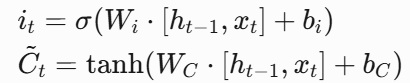 i_t = σ(W_i · [h_{t−1}, x_t] + b_i)
C̃_t = tanh(W_C · [h_{t−1}, x_t] + b_C)